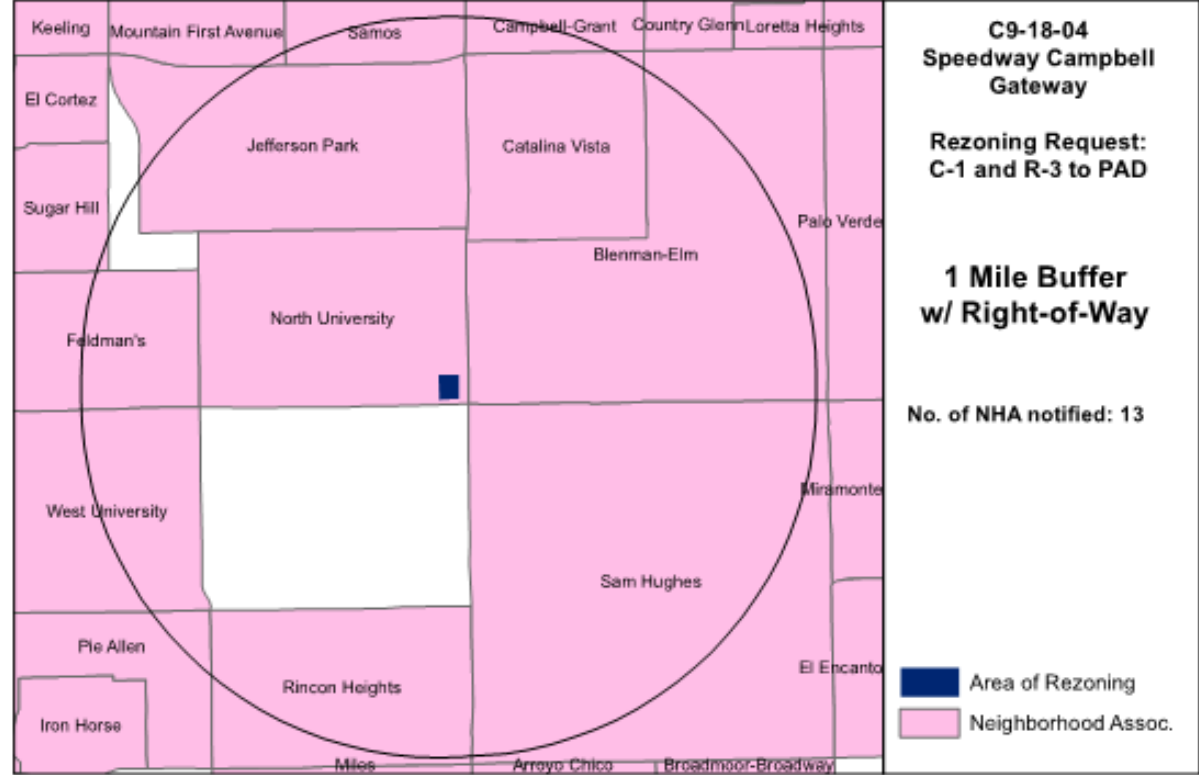 Keeling
Mountain First Avenue
Samos
Campbell-Grant
Country Glenn
Loretta Heights
El Cortez
Jefferson Park
Catalina Vista
Sugar Hill
Palo Verde
Blenman-Elm
North University
Feldman's
West University
Miramonte
Sam Hughes
Pie Allen
Rincon Heights
El Encanto
Iron Horse
Miles
Arroyo Chico
Broadmoor-Broadway
C9-18-04
Speedway Campbell
Gateway
Rezoning Request:
C-1 and R-3 to PAD
1 Mile Buffer
w/ Right-of-Way
No. of NHA notified: 13
Area of Rezoning
Neighborhood Assoc.